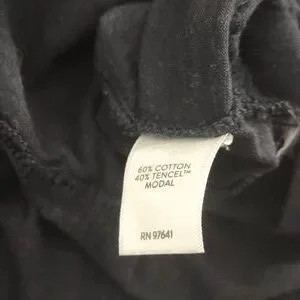 60% COTTON
40% TENCEL™
MODAL
RN 97641